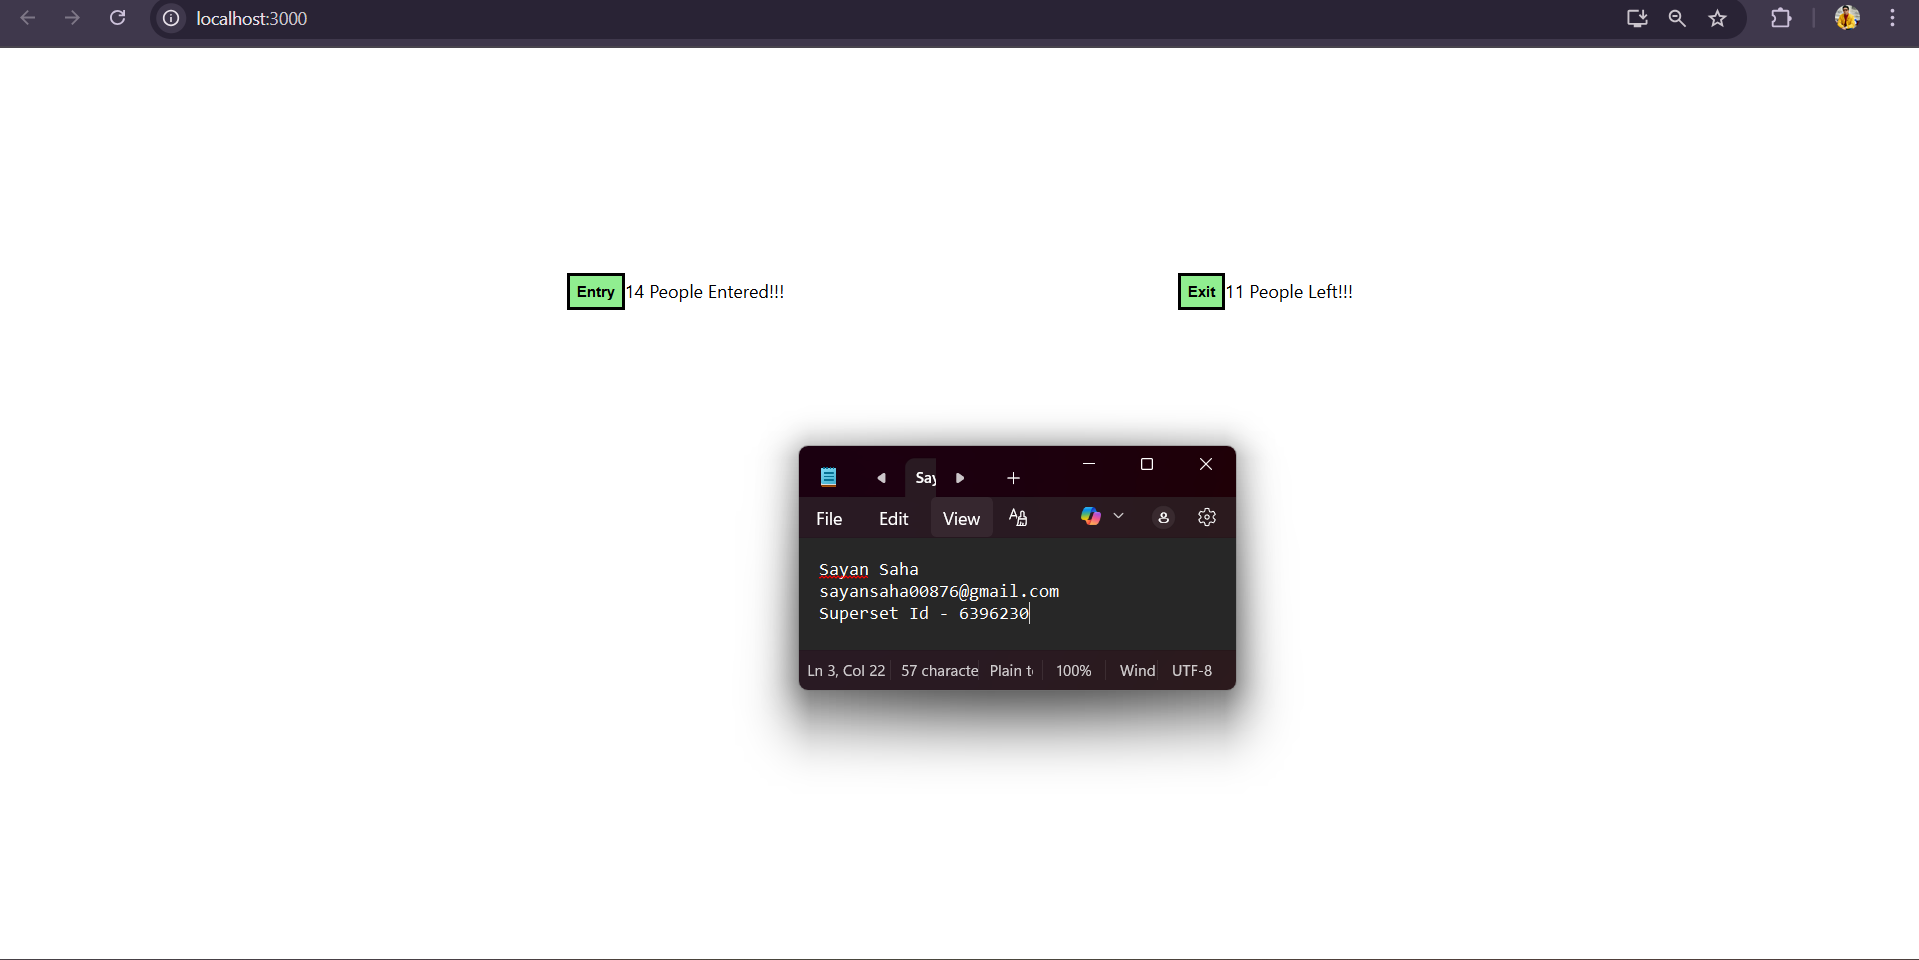 localhost:3000
Entry 14 People Entered!!!
Exit 11 People Left!!!
File Edit View
Sayan Saha
sayansaha00876@gmail.com
Superset Id - 6396230
Ln 3, Col 22 57 characte Plain t 100% Wind UTF-8